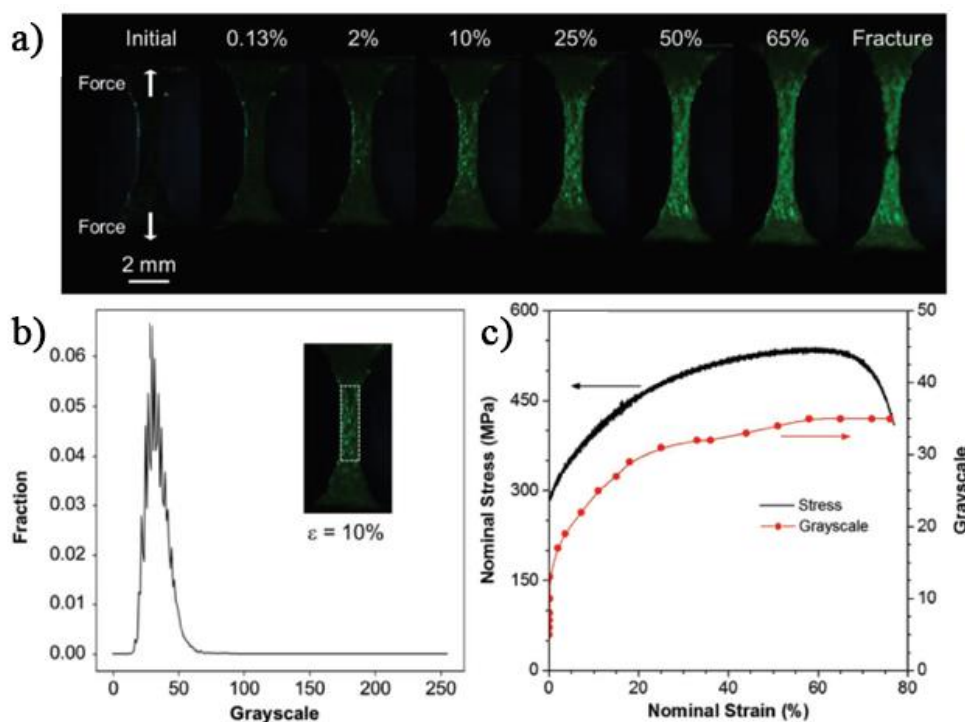 a)
Initial 0.13% 2% 10% 25% 50% 65% Fracture
Force
Force
2 mm
b)
0.06
0.05
0.04
0.03
0.02
0.01
0.00
Fraction
0 50 100 150 200 250
Grayscale
ε = 10%
c)
600
450
300
150
0
Nominal Stress (MPa)
50
40
30
20
10
0
Grayscale
Stress
Grayscale
0 20 40 60 80
Nominal Strain (%)